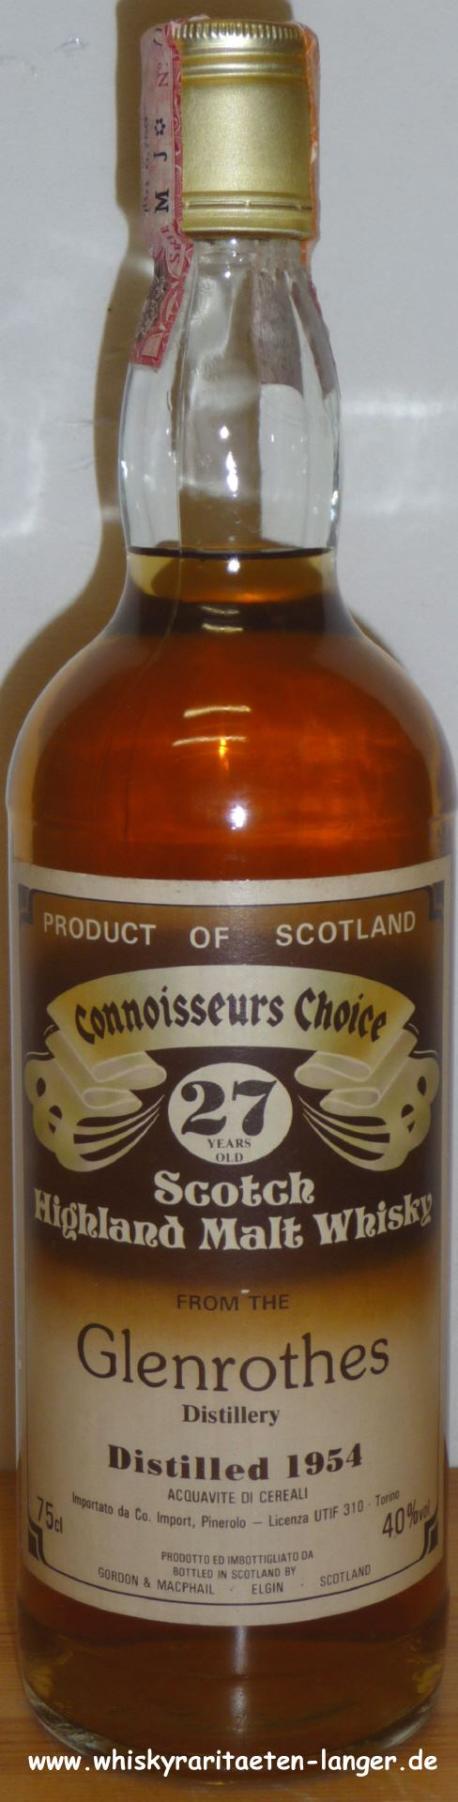 M J ✡ N°
PRODUCT OF SCOTLAND
Connoisseurs Choice
27
YEARS
OLD
Scotch
Highland Malt Whisky
FROM THE
Glenrothes
Distillery
Distilled 1954
ACQUAVITE DI CEREALI
Importato da Co. Import, Pinerolo — Licenza UTIF 310 - Torino
75cl 40%vol
PRODOTTO ED IMBOTTIGLIATO DA
BOTTLED IN SCOTLAND BY
GORDON & MACPHAIL · ELGIN · SCOTLAND
www.whiskyraritaeten-langer.de